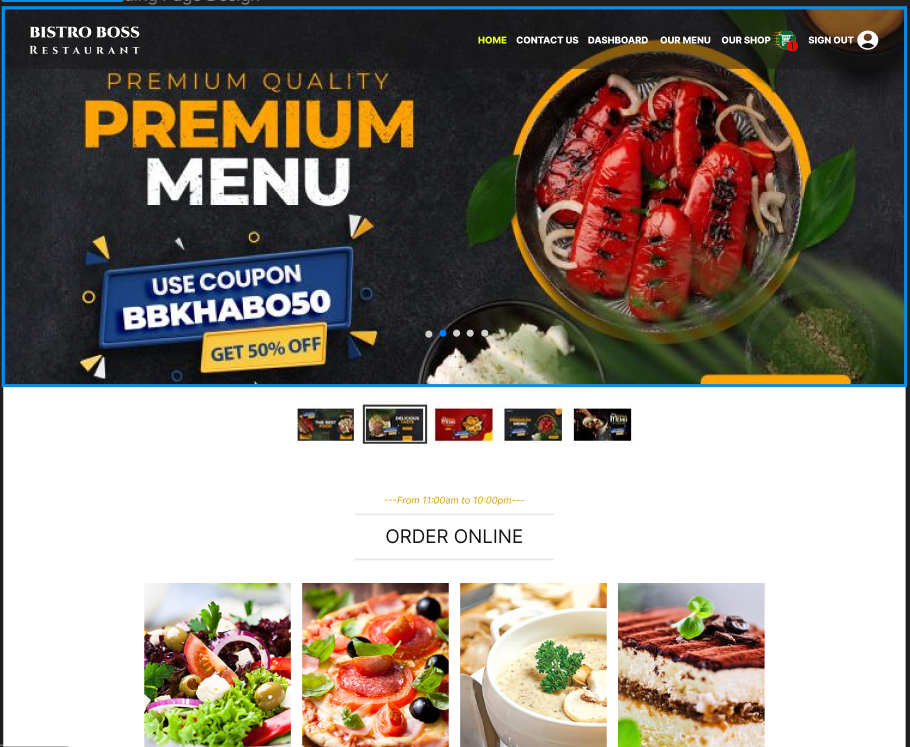 BISTRO BOSS
RESTAURANT
HOME CONTACT US DASHBOARD OUR MENU OUR SHOP SIGN OUT
PREMIUM QUALITY
PREMIUM
MENU
USE COUPON
BBKHABO50
GET 50% OFF
---From 11:00am to 10:00pm---
ORDER ONLINE